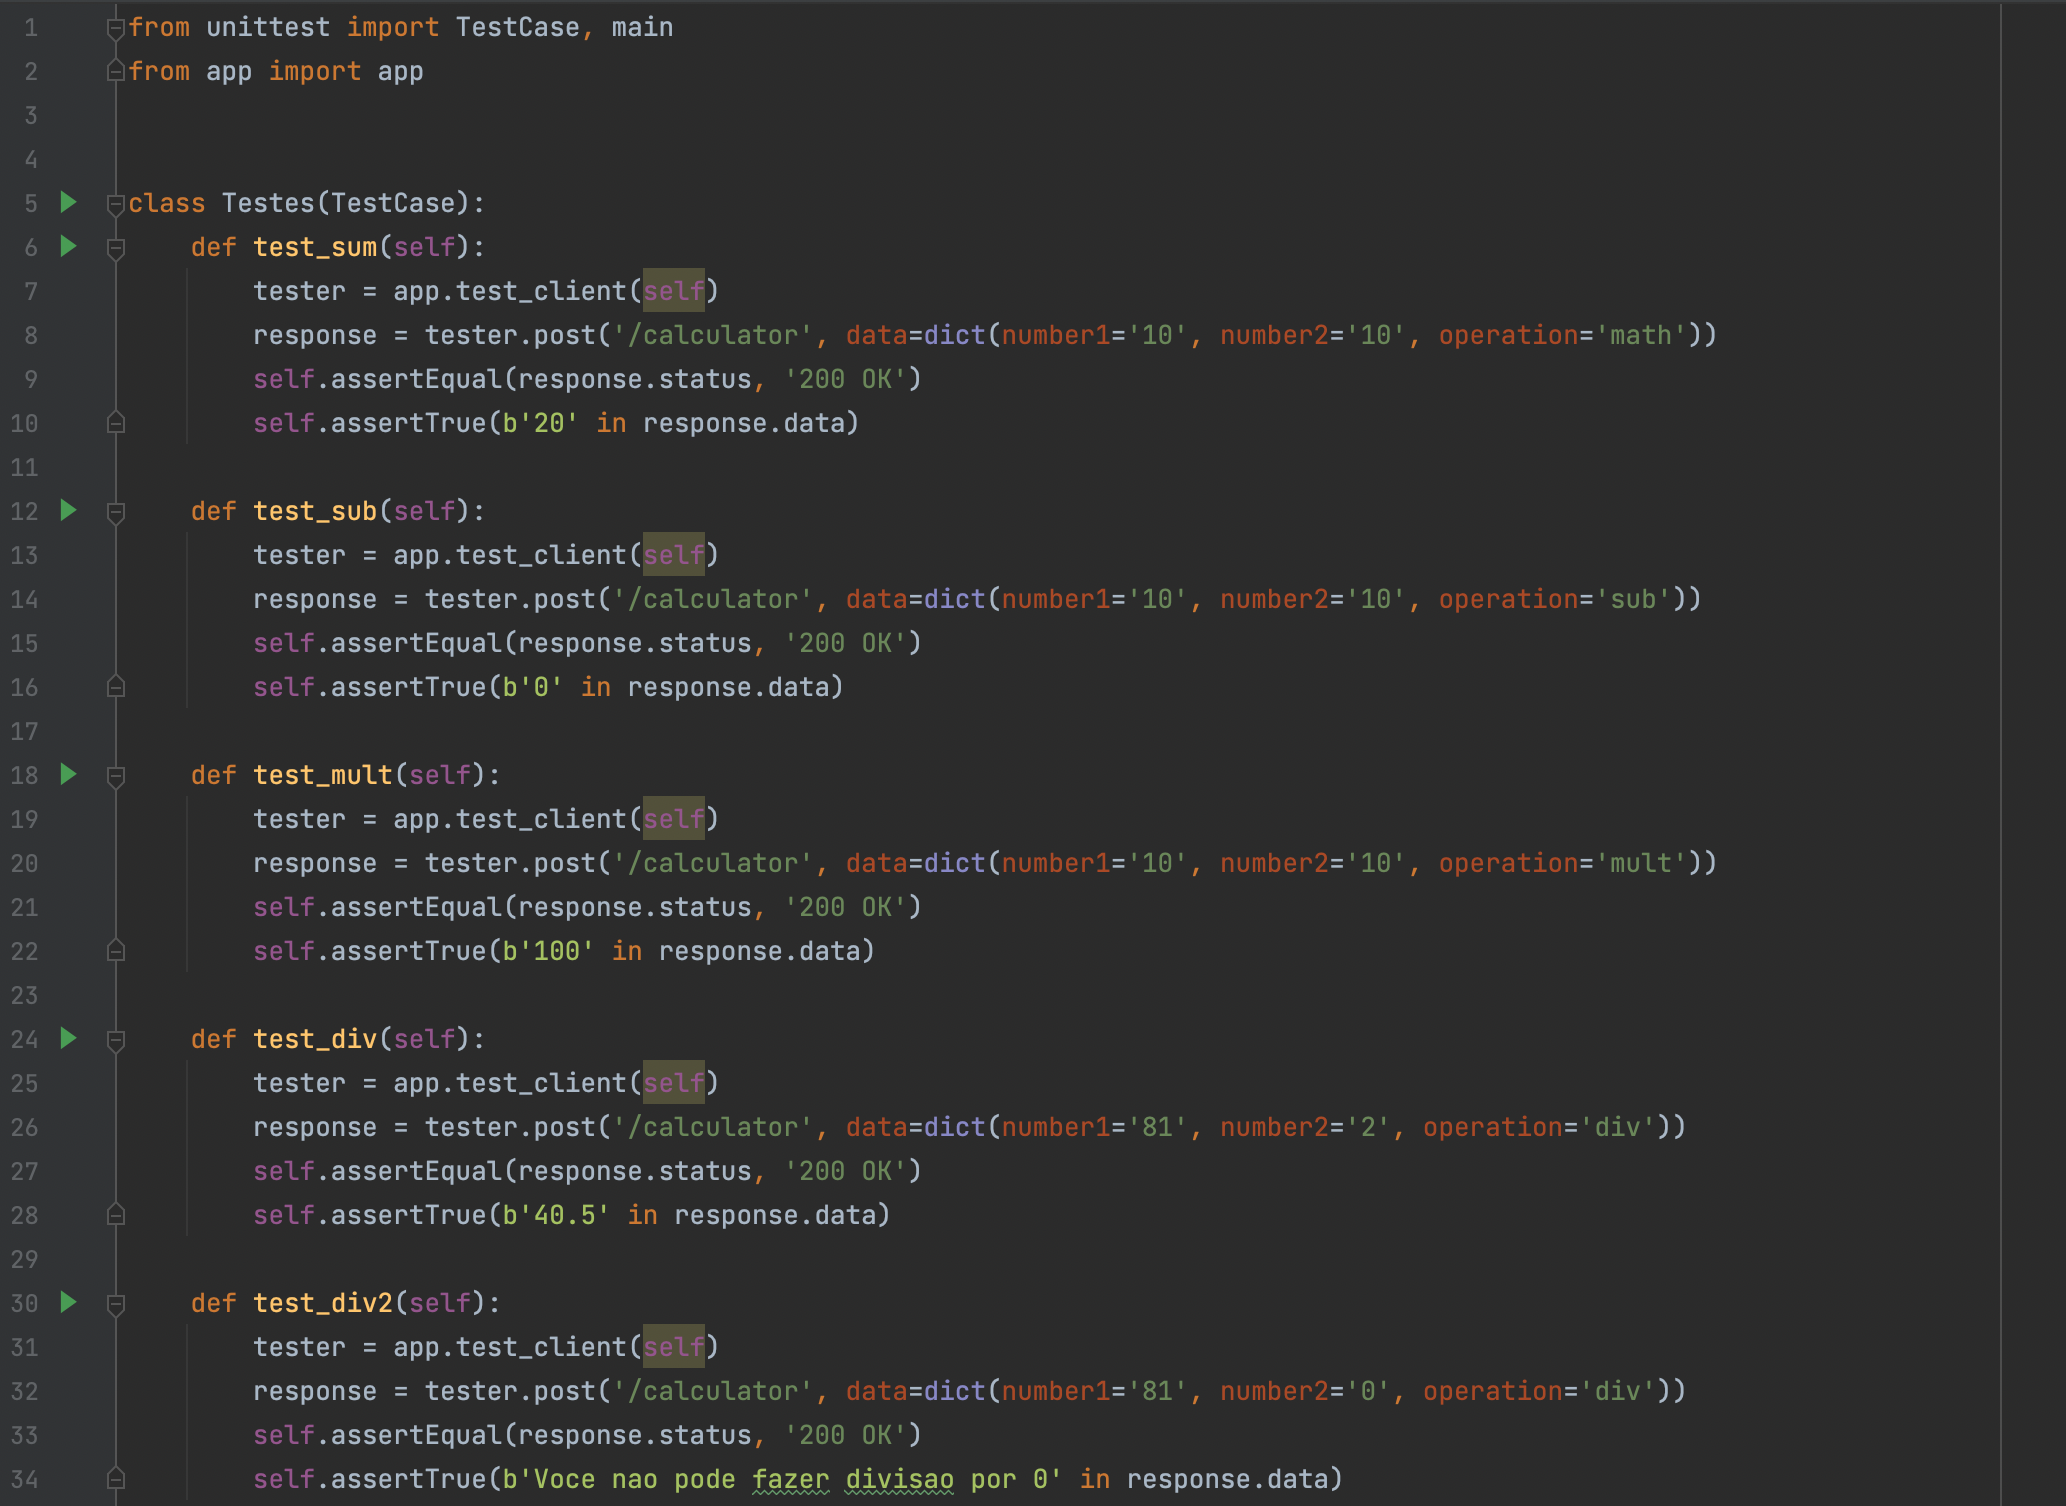 1 from unittest import TestCase, main
2 from app import app
3
4
5 class Testes(TestCase):
6     def test_sum(self):
7         tester = app.test_client(self)
8         response = tester.post('/calculator', data=dict(number1='10', number2='10', operation='math'))
9         self.assertEqual(response.status, '200 OK')
10         self.assertTrue(b'20' in response.data)
11
12     def test_sub(self):
13         tester = app.test_client(self)
14         response = tester.post('/calculator', data=dict(number1='10', number2='10', operation='sub'))
15         self.assertEqual(response.status, '200 OK')
16         self.assertTrue(b'0' in response.data)
17
18     def test_mult(self):
19         tester = app.test_client(self)
20         response = tester.post('/calculator', data=dict(number1='10', number2='10', operation='mult'))
21         self.assertEqual(response.status, '200 OK')
22         self.assertTrue(b'100' in response.data)
23
24     def test_div(self):
25         tester = app.test_client(self)
26         response = tester.post('/calculator', data=dict(number1='81', number2='2', operation='div'))
27         self.assertEqual(response.status, '200 OK')
28         self.assertTrue(b'40.5' in response.data)
29
30     def test_div2(self):
31         tester = app.test_client(self)
32         response = tester.post('/calculator', data=dict(number1='81', number2='0', operation='div'))
33         self.assertEqual(response.status, '200 OK')
34         self.assertTrue(b'Voce nao pode fazer divisao por 0' in response.data)